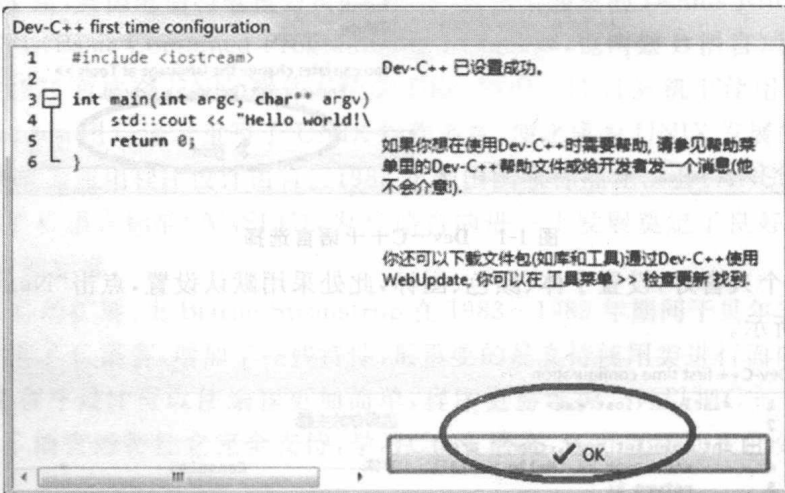 Dev-C++ first time configuration
1 #include <iostream>
2
3 int main(int argc, char** argv)
4 std::cout << "Hello world!\
5 return 0;
6 }
Dev-C++ 已设置成功。
如果你想在使用Dev-C++时需要帮助, 请参见帮助菜
单里的Dev-C++帮助文件或给开发者发一个消息(他
不会介意!).
你还可以下载文件包(如库和工具)通过Dev-C++使用
WebUpdate, 你可以在 工具菜单 >> 检查更新 找到
OK